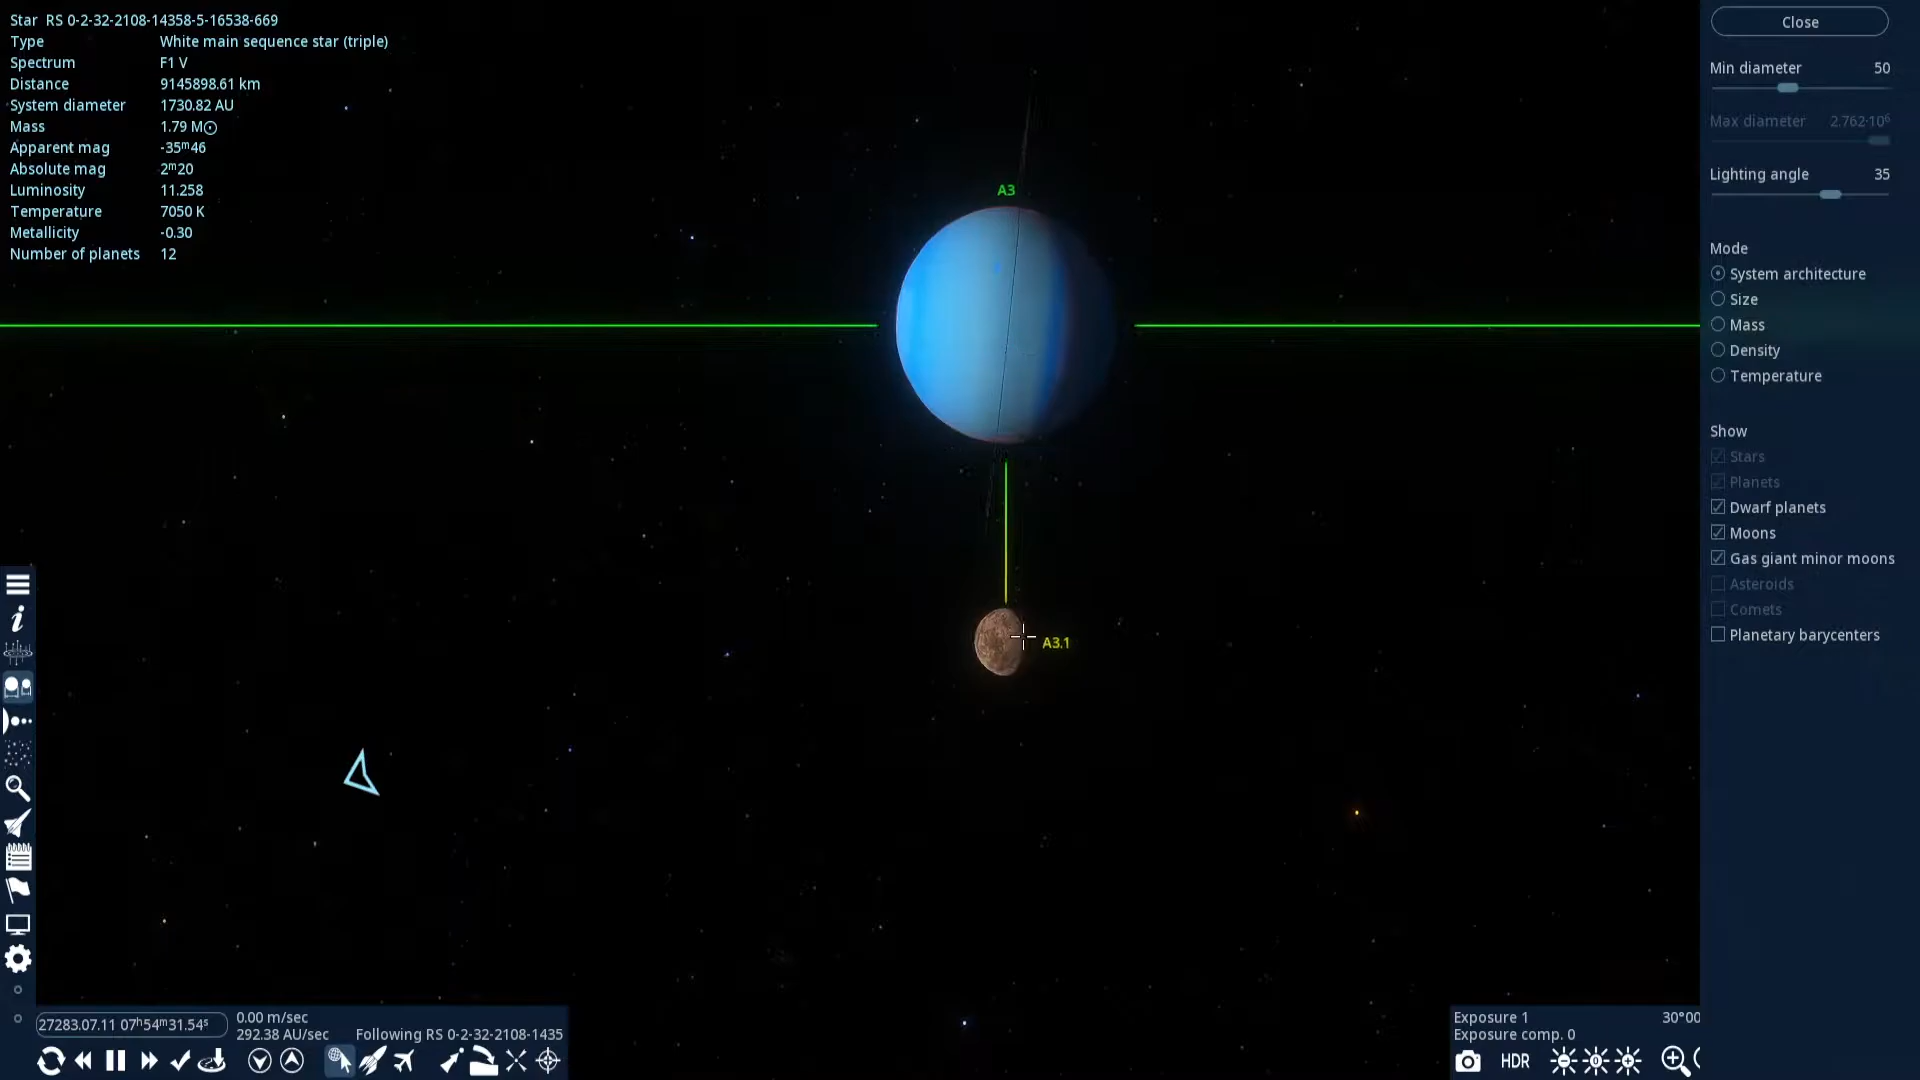 Star RS 0-2-32-2108-14358-5-16538-669
Type White main sequence star (triple)
Spectrum F1 V
Distance 9145898.61 km
System diameter 1730.82 AU
Mass 1.79 M☉
Apparent mag -35ᵐ46
Absolute mag 2ᵐ20
Luminosity 11.258
Temperature 7050 K
Metallicity -0.30
Number of planets 12
A3
A3.1
Close
Min diameter 50
Max diameter 2.762·10⁶
Lighting angle 35
Mode
System architecture
Size
Mass
Density
Temperature
Show
Stars
Planets
Dwarf planets
Moons
Gas giant minor moons
Asteroids
Comets
Planetary barycenters
27283.07.11 07ʰ54ᵐ31.54ˢ
0.00 m/sec
292.38 AU/sec Following RS 0-2-32-2108-1435
Exposure 1 30°00
Exposure comp. 0
HDR